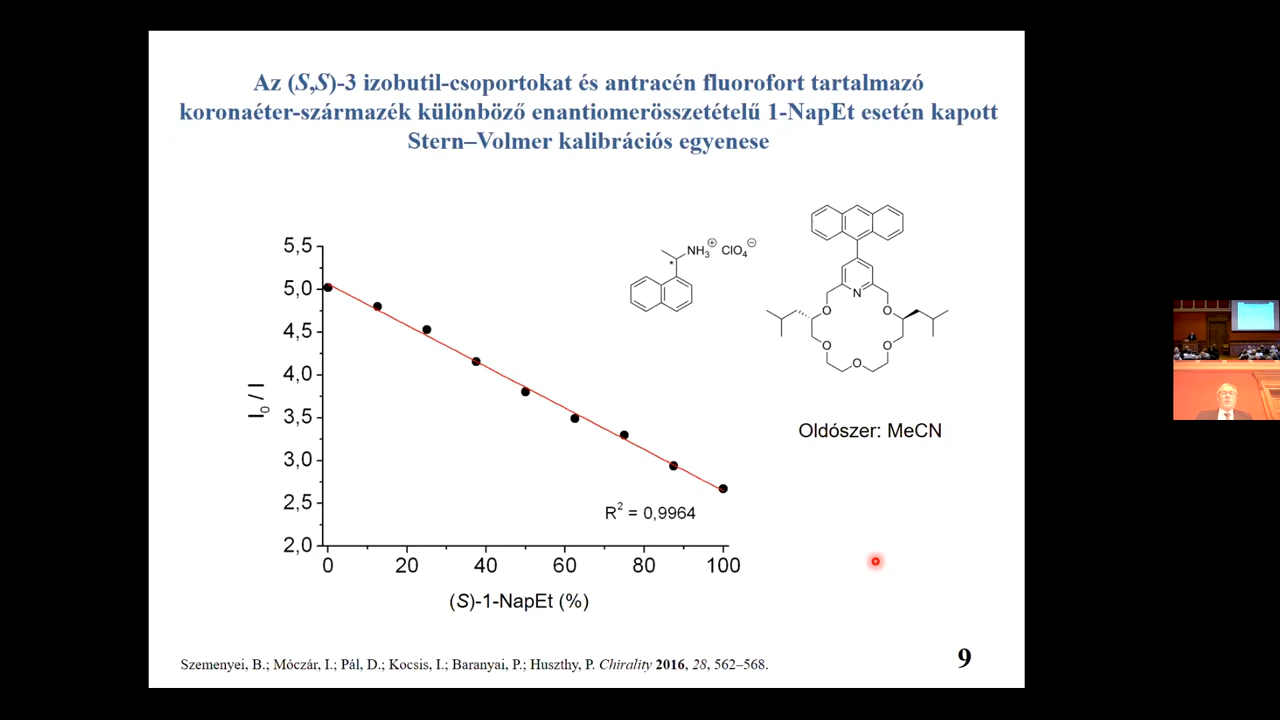 Az (S,S)-3 izobutil-csoportokat és antracén fluorofort tartalmazó
koronaéter-származék különböző enantiomerösszetételű 1-NapEt esetén kapott
Stern–Volmer kalibrációs egyenese
5,5
5,0
4,5
4,0
3,5
3,0
2,5
2,0
I₀ / I
0 20 40 60 80 100
(S)-1-NapEt (%)
R² = 0,9964
NH₃⊕ ClO₄⊖
*
N
O O
O O
O
Oldószer: MeCN
Szemenyei, B.; Móczár, I.; Pál, D.; Kocsis, I.; Baranyai, P.; Huszthy, P. Chirality 2016, 28, 562–568.
9